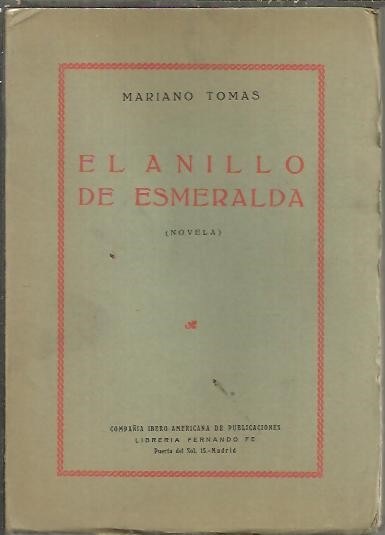 MARIANO TOMAS
EL ANILLO
DE ESMERALDA
(NOVELA)
COMPAÑIA IBERO-AMERICANA DE PUBLICACIONES
LIBRERIA FERNANDO FE
Puerta del Sol, 15.-Madrid